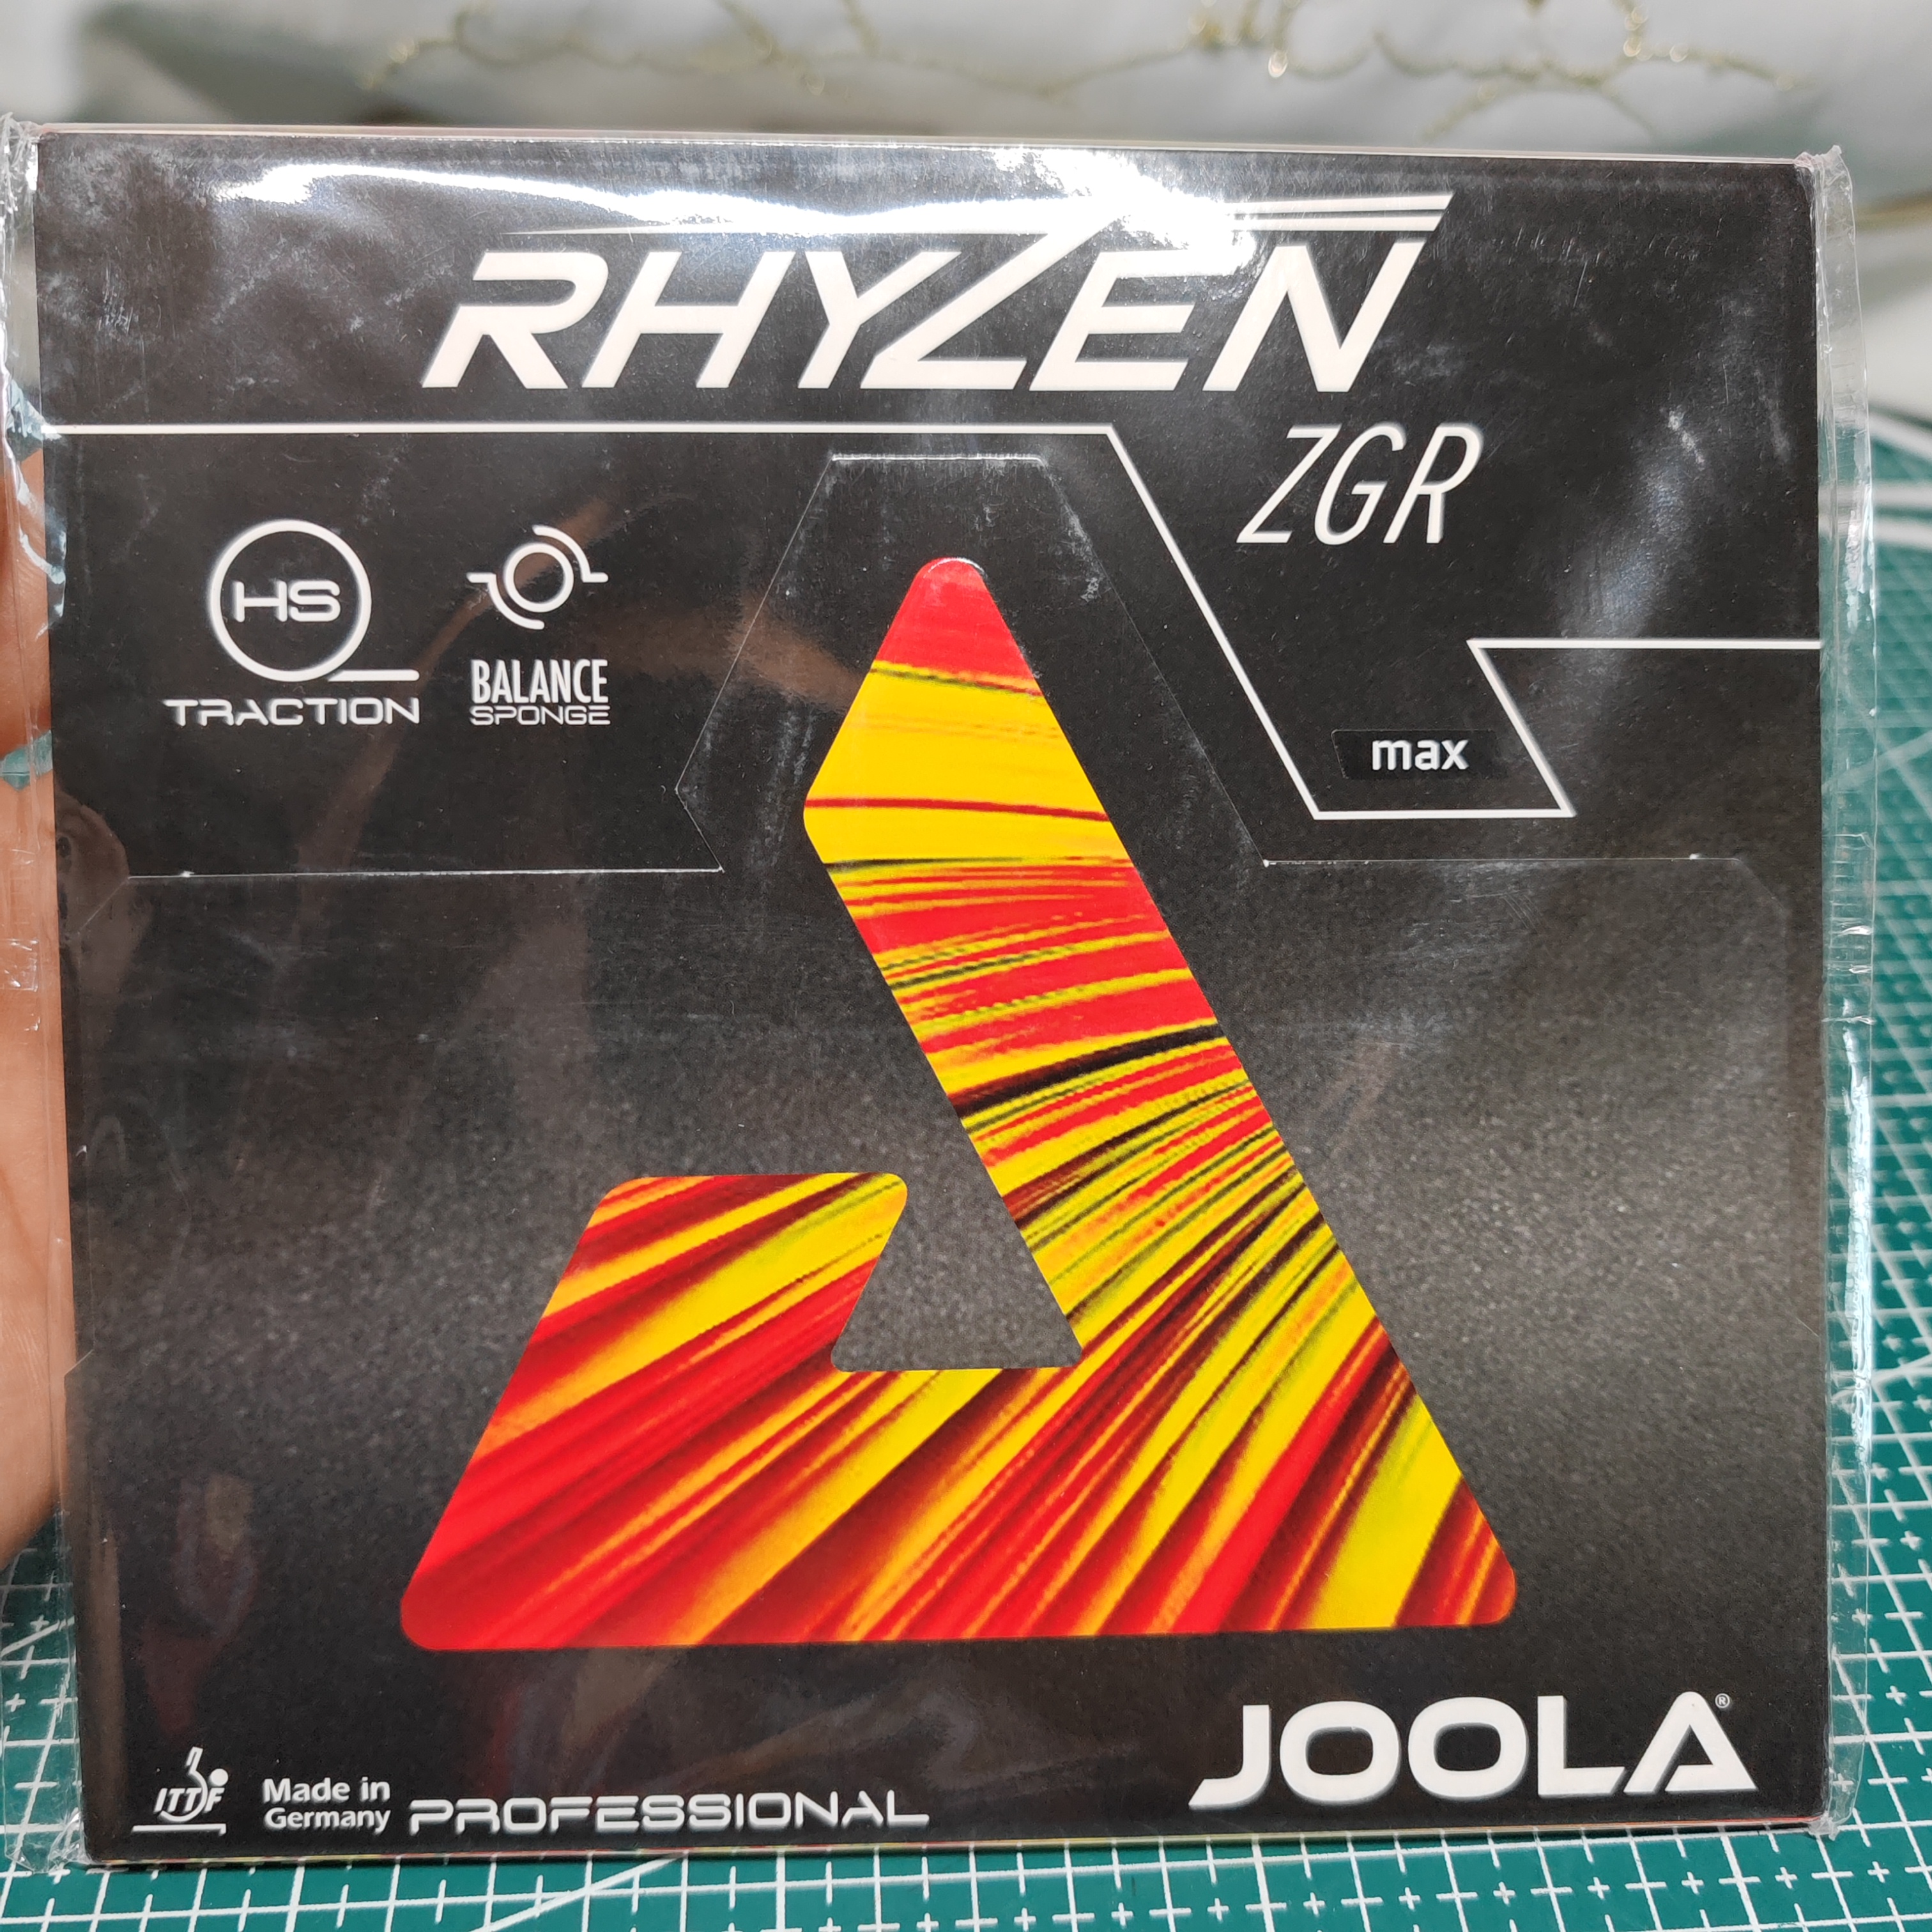 RHYZEN
ZGR
HS
TRACTION
BALANCE
SPONGE
max
JOOLA®
ITTF
Made in
Germany
PROFESSIONAL